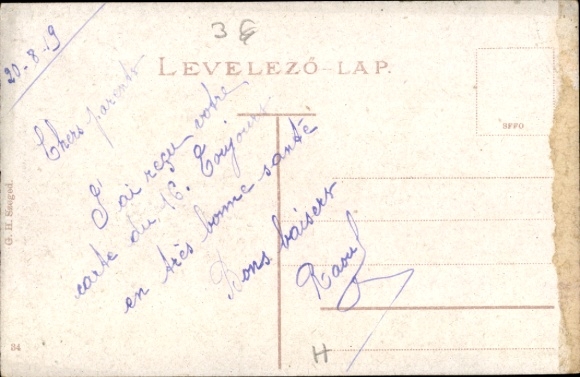 20-8-19
36
LEVELEZŐ-LAP.
Chers parents
J'ai reçu votre
carte du 16. Toujours
en très bonne santé
Bons baisers
Raoul
G. H. Szeged.
34
H